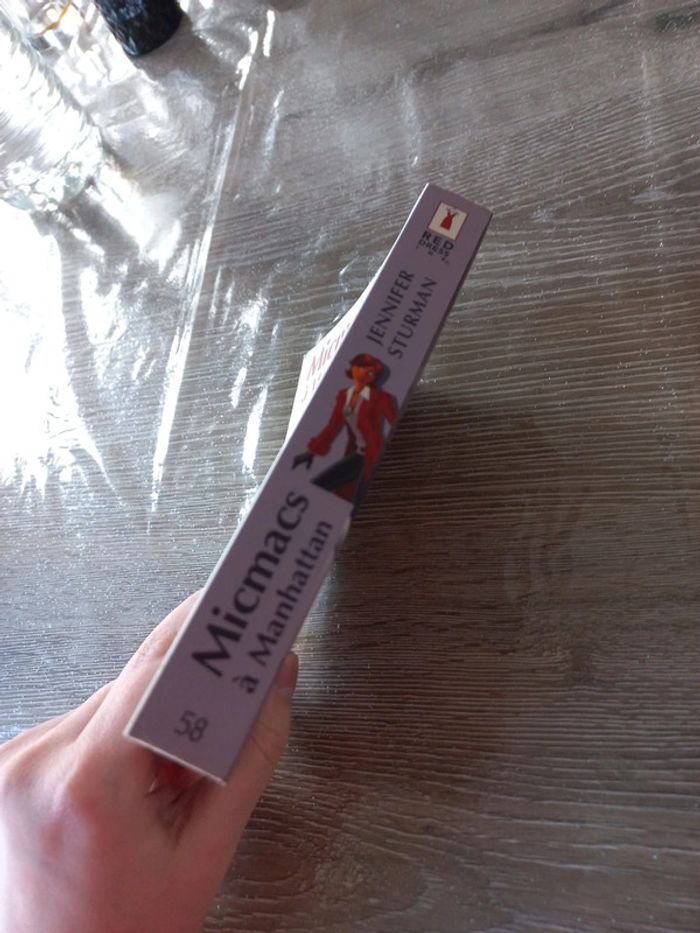 RED
DRESS
INK
JENNIFER
STURMAN
Micmacs
à Manhattan
58